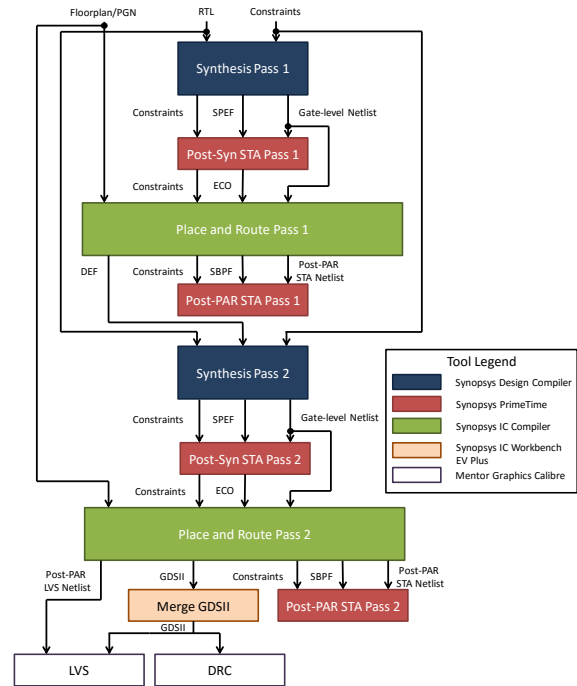 Floorplan/PGN
RTL
Constraints
Synthesis Pass 1
Constraints
SPEF
Gate-level Netlist
Post-Syn STA Pass 1
Constraints
ECO
Place and Route Pass 1
DEF
Constraints
SBPF
Post-PAR
STA Netlist
Post-PAR STA Pass 1
Synthesis Pass 2
Constraints
SPEF
Gate-level Netlist
Post-Syn STA Pass 2
Constraints
ECO
Place and Route Pass 2
Post-PAR
LVS Netlist
GDSII
Constraints
SBPF
Post-PAR
STA Netlist
Merge GDSII
Post-PAR STA Pass 2
GDSII
LVS
DRC
Tool Legend
Synopsys Design Compiler
Synopsys PrimeTime
Synopsys IC Compiler
Synopsys IC Workbench
EV Plus
Mentor Graphics Calibre